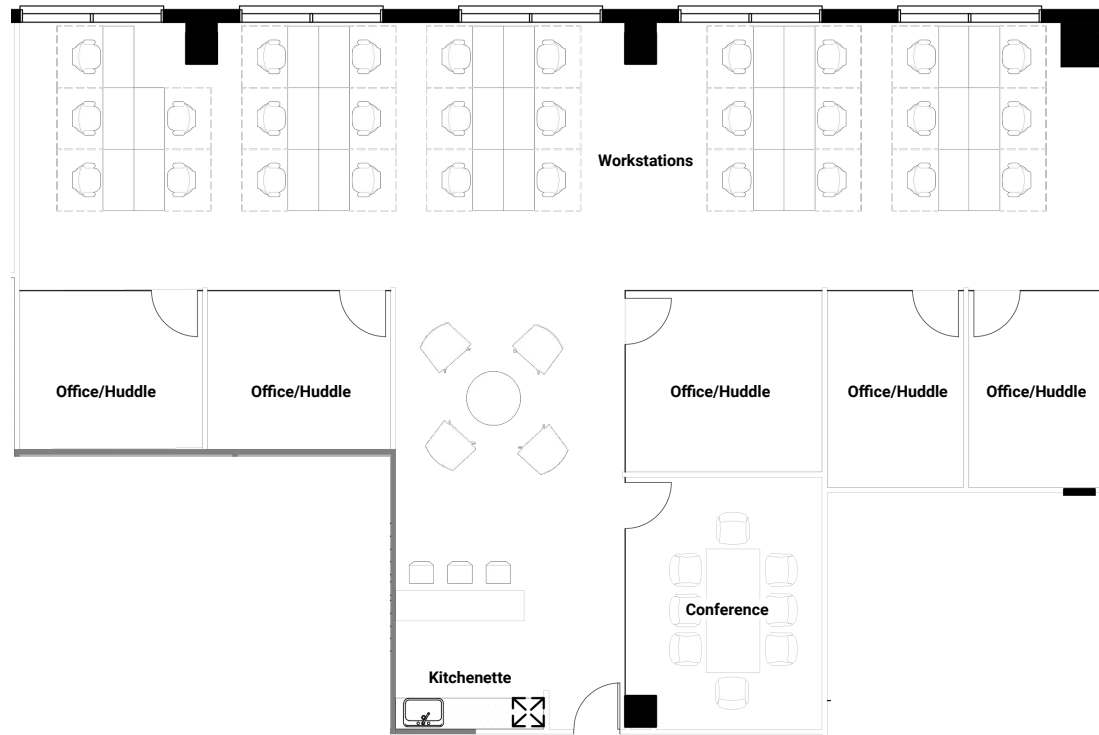 Workstations
Office/Huddle
Office/Huddle
Office/Huddle
Office/Huddle
Office/Huddle
Conference
Kitchenette